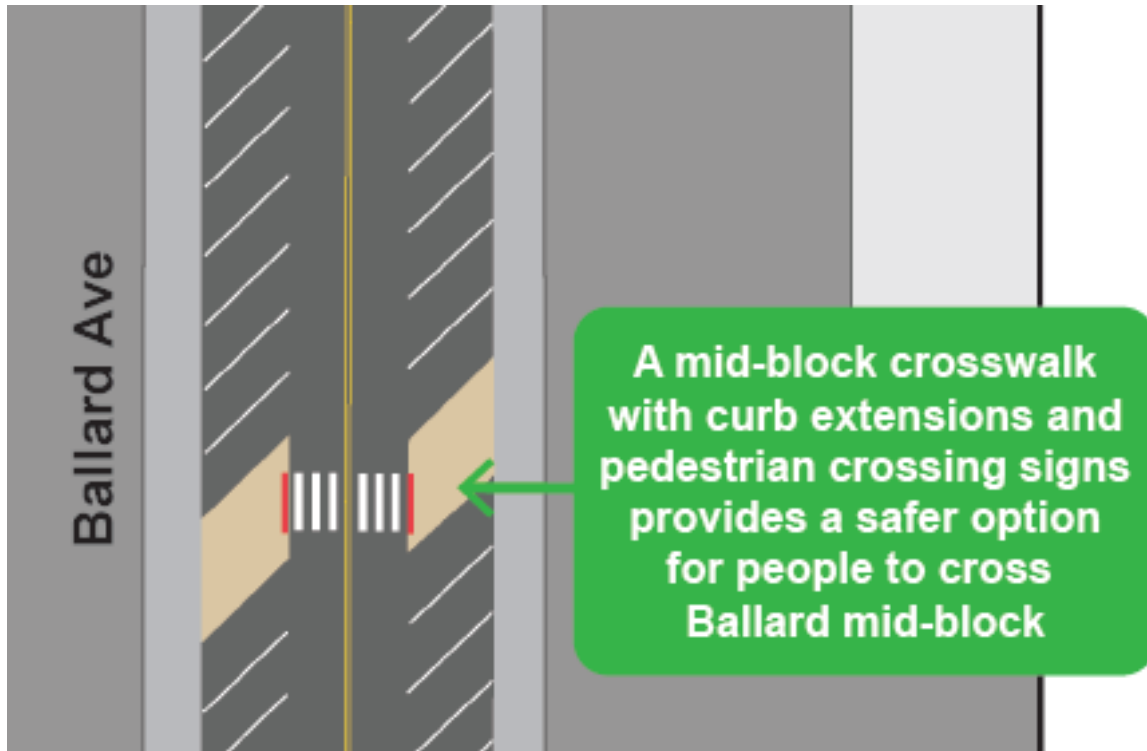 Ballard Ave
A mid-block crosswalk
with curb extensions and
pedestrian crossing signs
provides a safer option
for people to cross
Ballard mid-block